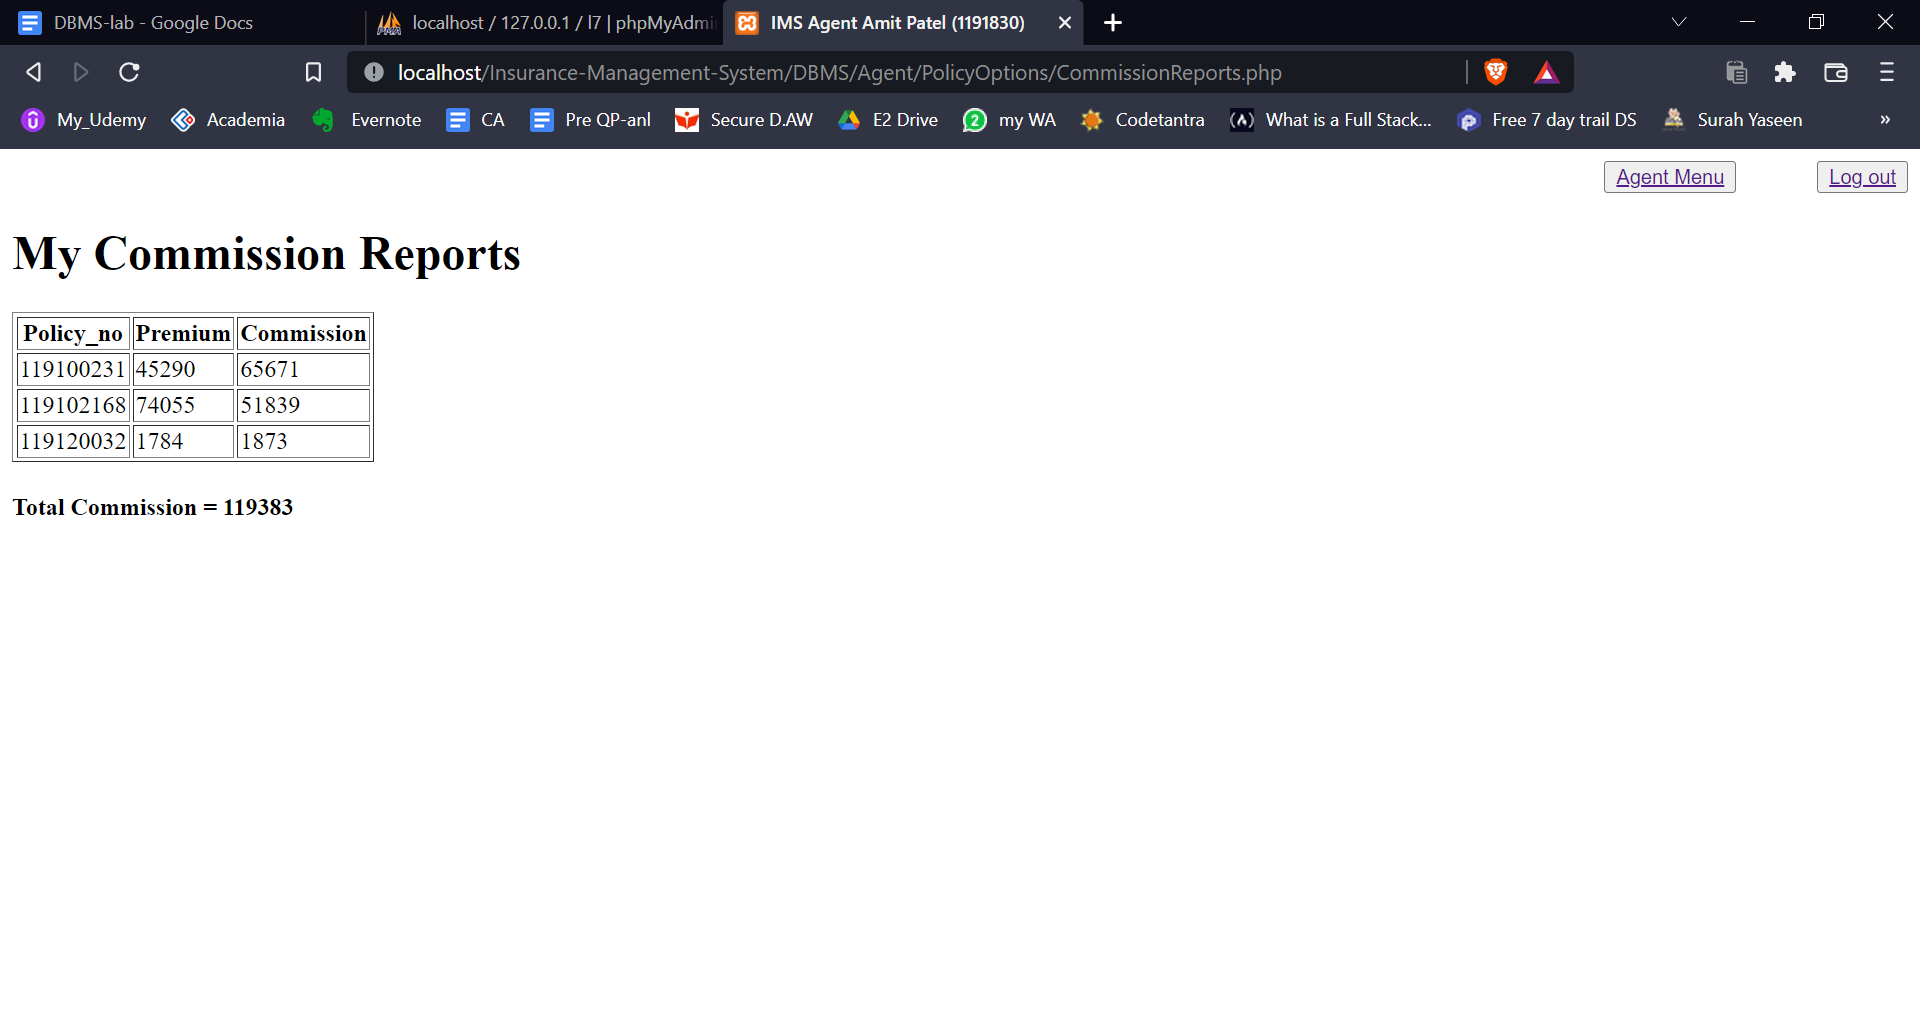 DBMS-lab - Google Docs
localhost / 127.0.0.1 / l7 | phpMyAdmi
IMS Agent Amit Patel (1191830)
localhost/Insurance-Management-System/DBMS/Agent/PolicyOptions/CommissionReports.php
My_Udemy Academia Evernote CA Pre QP-anl Secure D.AW E2 Drive 2 my WA Codetantra What is a Full Stack... Free 7 day trail DS Surah Yaseen »
Agent Menu Log out
My Commission Reports
Policy_no Premium Commission
119100231 45290 65671
119102168 74055 51839
119120032 1784 1873
Total Commission = 119383